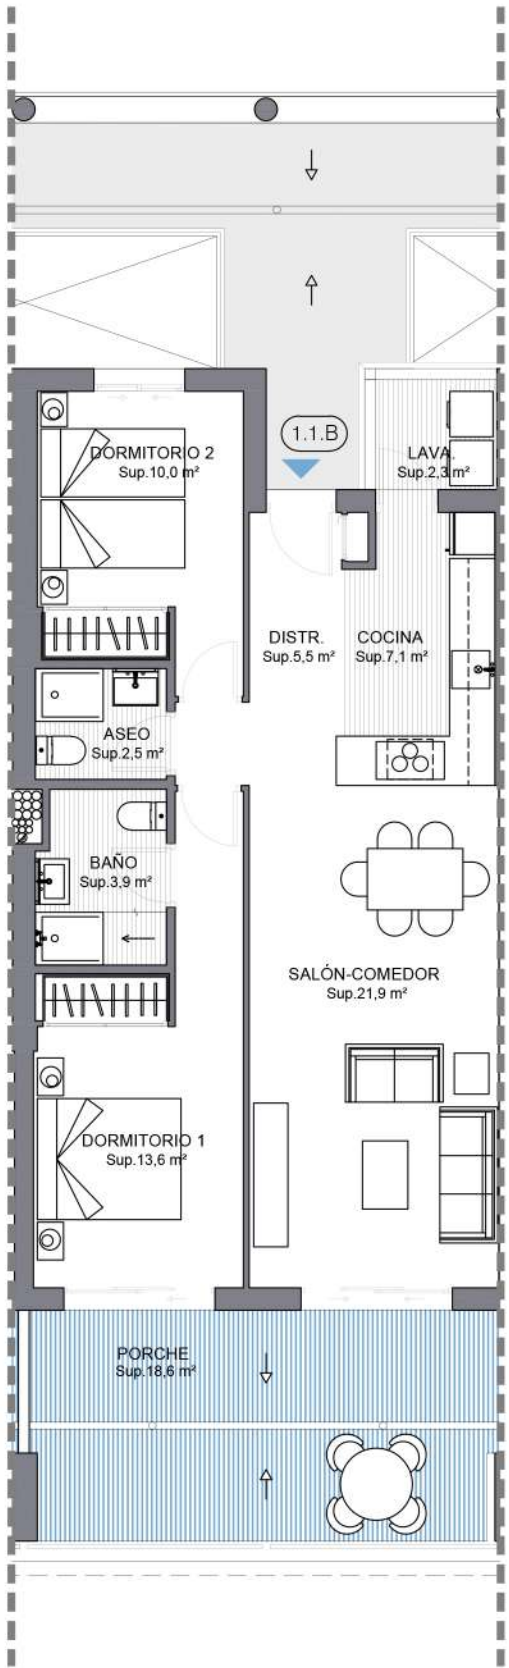 1.1.B
DORMITORIO 2
Sup.10,0 m²
LAVA.
Sup.2,3 m²
DISTR.
Sup.5,5 m²
COCINA
Sup.7,1 m²
ASEO
Sup.2,5 m²
BAÑO
Sup.3,9 m²
SALÓN-COMEDOR
Sup.21,9 m²
DORMITORIO 1
Sup.13,6 m²
PORCHE
Sup.18,6 m²